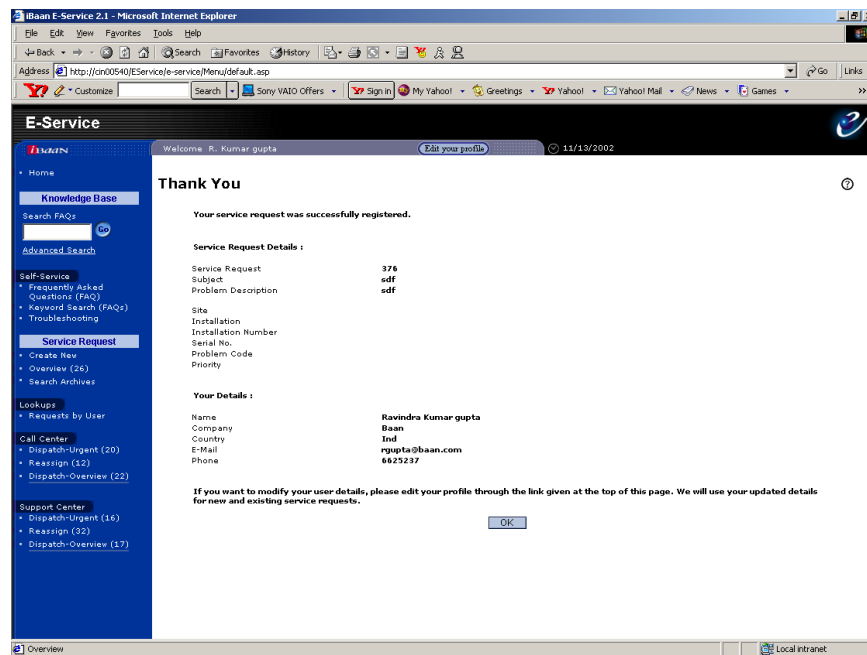 iBaan E-Service 2.1 - Microsoft Internet Explorer
File Edit View Favorites Tools Help
Back Search Favorites History
Address http://cin00540/EService/e-service/Menu/default.asp Go Links
Customize Search Sony VAIO Offers Sign in My Yahoo! Greetings Yahoo! Yahoo! Mail News Games
E-Service
iBaan Welcome R. Kumar gupta Edit your profile 11/13/2002
Home
Knowledge Base
Search FAQs
Go
Advanced Search
Self-Service
Frequently Asked
Questions (FAQ)
Keyword Search (FAQs)
Troubleshooting
Service Request
Create New
Overview (26)
Search Archives
Lookups
Requests by User
Call Center
Dispatch-Urgent (20)
Reassign (12)
Dispatch-Overview (22)
Support Center
Dispatch-Urgent (16)
Reassign (32)
Dispatch-Overview (17)
Thank You
Your service request was successfully registered.
Service Request Details :
Service Request 376
Subject sdf
Problem Description sdf
Site
Installation
Installation Number
Serial No.
Problem Code
Priority
Your Details :
Name Ravindra Kumar gupta
Company Baan
Country Ind
E-Mail rgupta@baan.com
Phone 6625237
If you want to modify your user details, please edit your profile through the link given at the top of this page. We will use your updated details
for new and existing service requests.
OK
Overview Local intranet